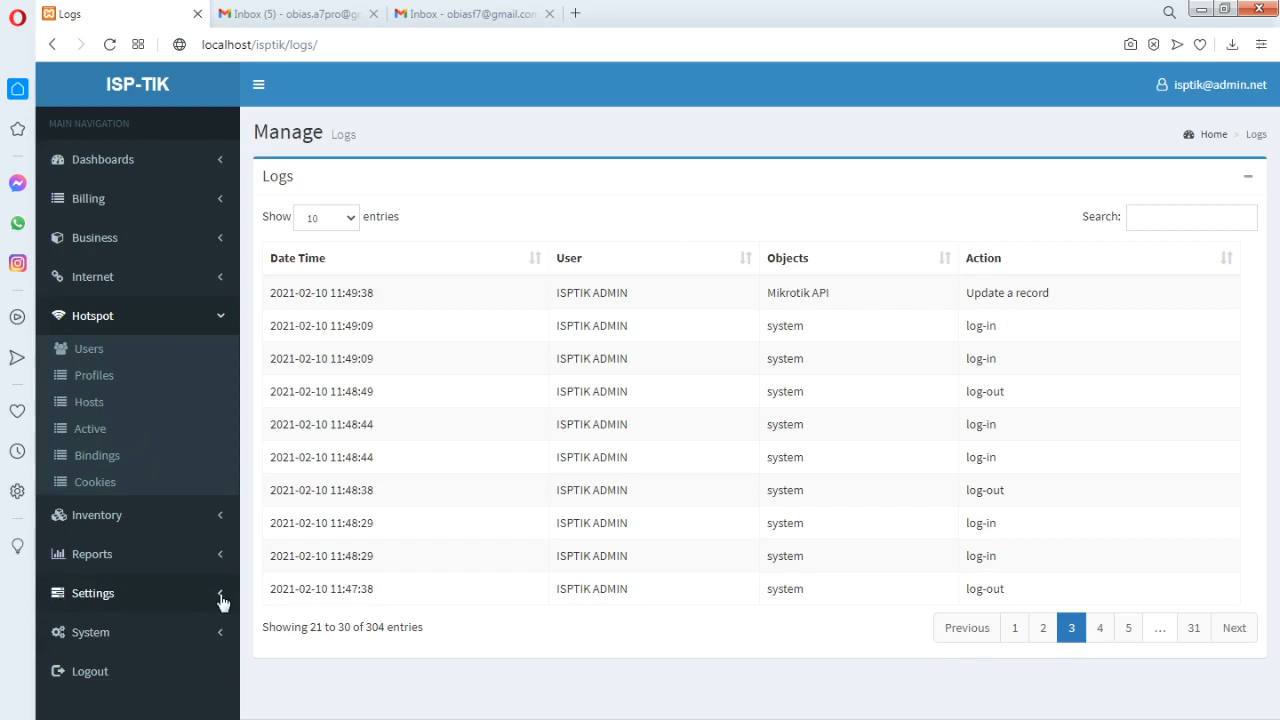 Logs
Inbox (5) - obias.a7pro@gr
Inbox - obiasf7@gmail.com
localhost/isptik/logs/
ISP-TIK
isptik@admin.net
MAIN NAVIGATION
Dashboards
Billing
Business
Internet
Hotspot
Users
Profiles
Hosts
Active
Bindings
Cookies
Inventory
Reports
Settings
System
Logout
Manage Logs
Home > Logs
Logs
Show 10 entries
Search:
Date Time User Objects Action
2021-02-10 11:49:38 ISPTIK ADMIN Mikrotik API Update a record
2021-02-10 11:49:09 ISPTIK ADMIN system log-in
2021-02-10 11:49:09 ISPTIK ADMIN system log-in
2021-02-10 11:48:49 ISPTIK ADMIN system log-out
2021-02-10 11:48:44 ISPTIK ADMIN system log-in
2021-02-10 11:48:44 ISPTIK ADMIN system log-in
2021-02-10 11:48:38 ISPTIK ADMIN system log-out
2021-02-10 11:48:29 ISPTIK ADMIN system log-in
2021-02-10 11:48:29 ISPTIK ADMIN system log-in
2021-02-10 11:47:38 ISPTIK ADMIN system log-out
Showing 21 to 30 of 304 entries
Previous 1 2 3 4 5 … 31 Next